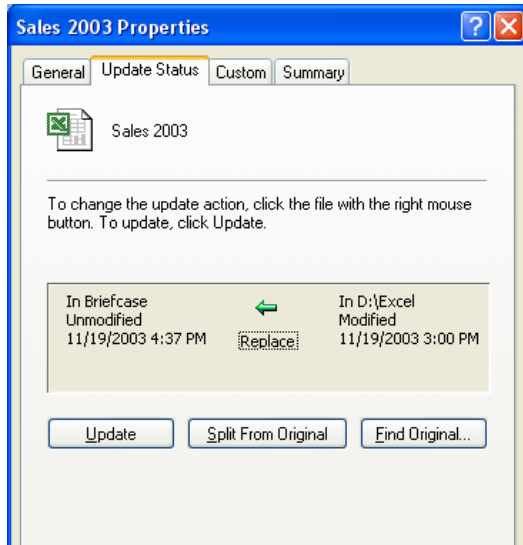 Sales 2003 Properties
General Update Status Custom Summary
Sales 2003
To change the update action, click the file with the right mouse
button. To update, click Update.
In Briefcase In D:\Excel
Unmodified Modified
11/19/2003 4:37 PM Replace 11/19/2003 3:00 PM
Update Split From Original Find Original...